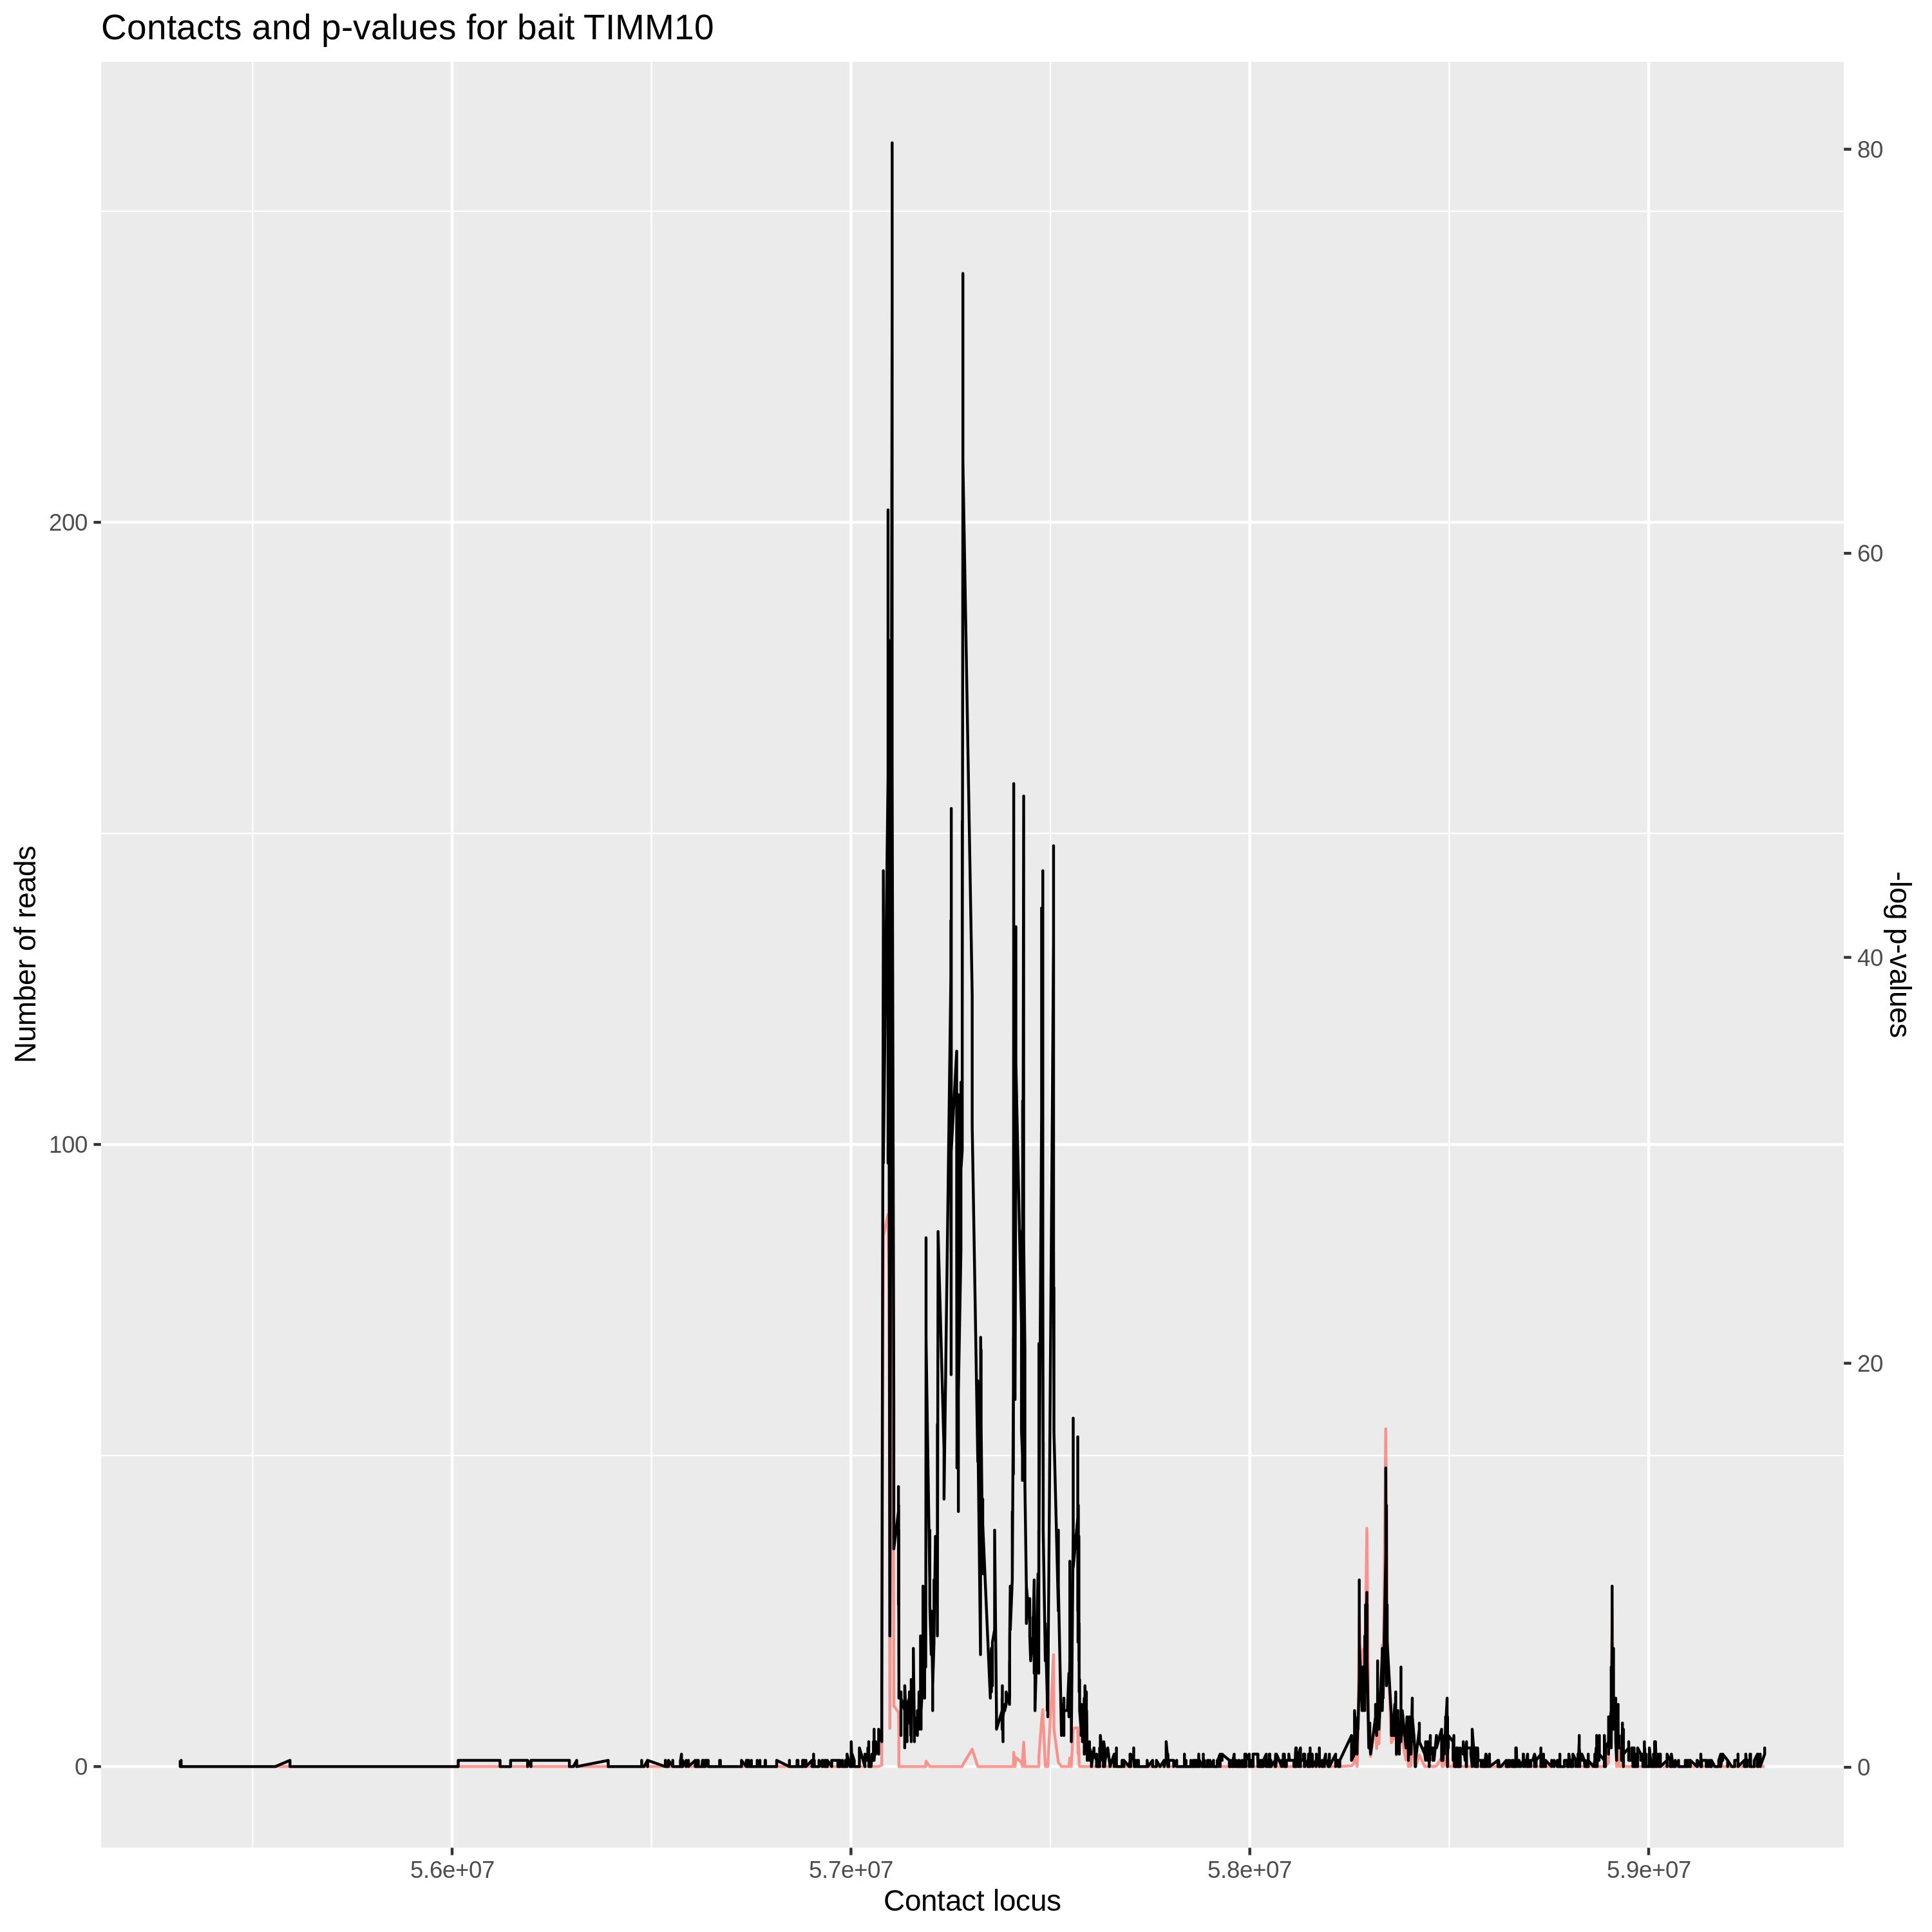 Contacts and p-values for bait TIMM10
80
200
60
Number of reads
-log p-values
40
100
20
0
0
5.6e+07
5.7e+07
5.8e+07
5.9e+07
Contact locus